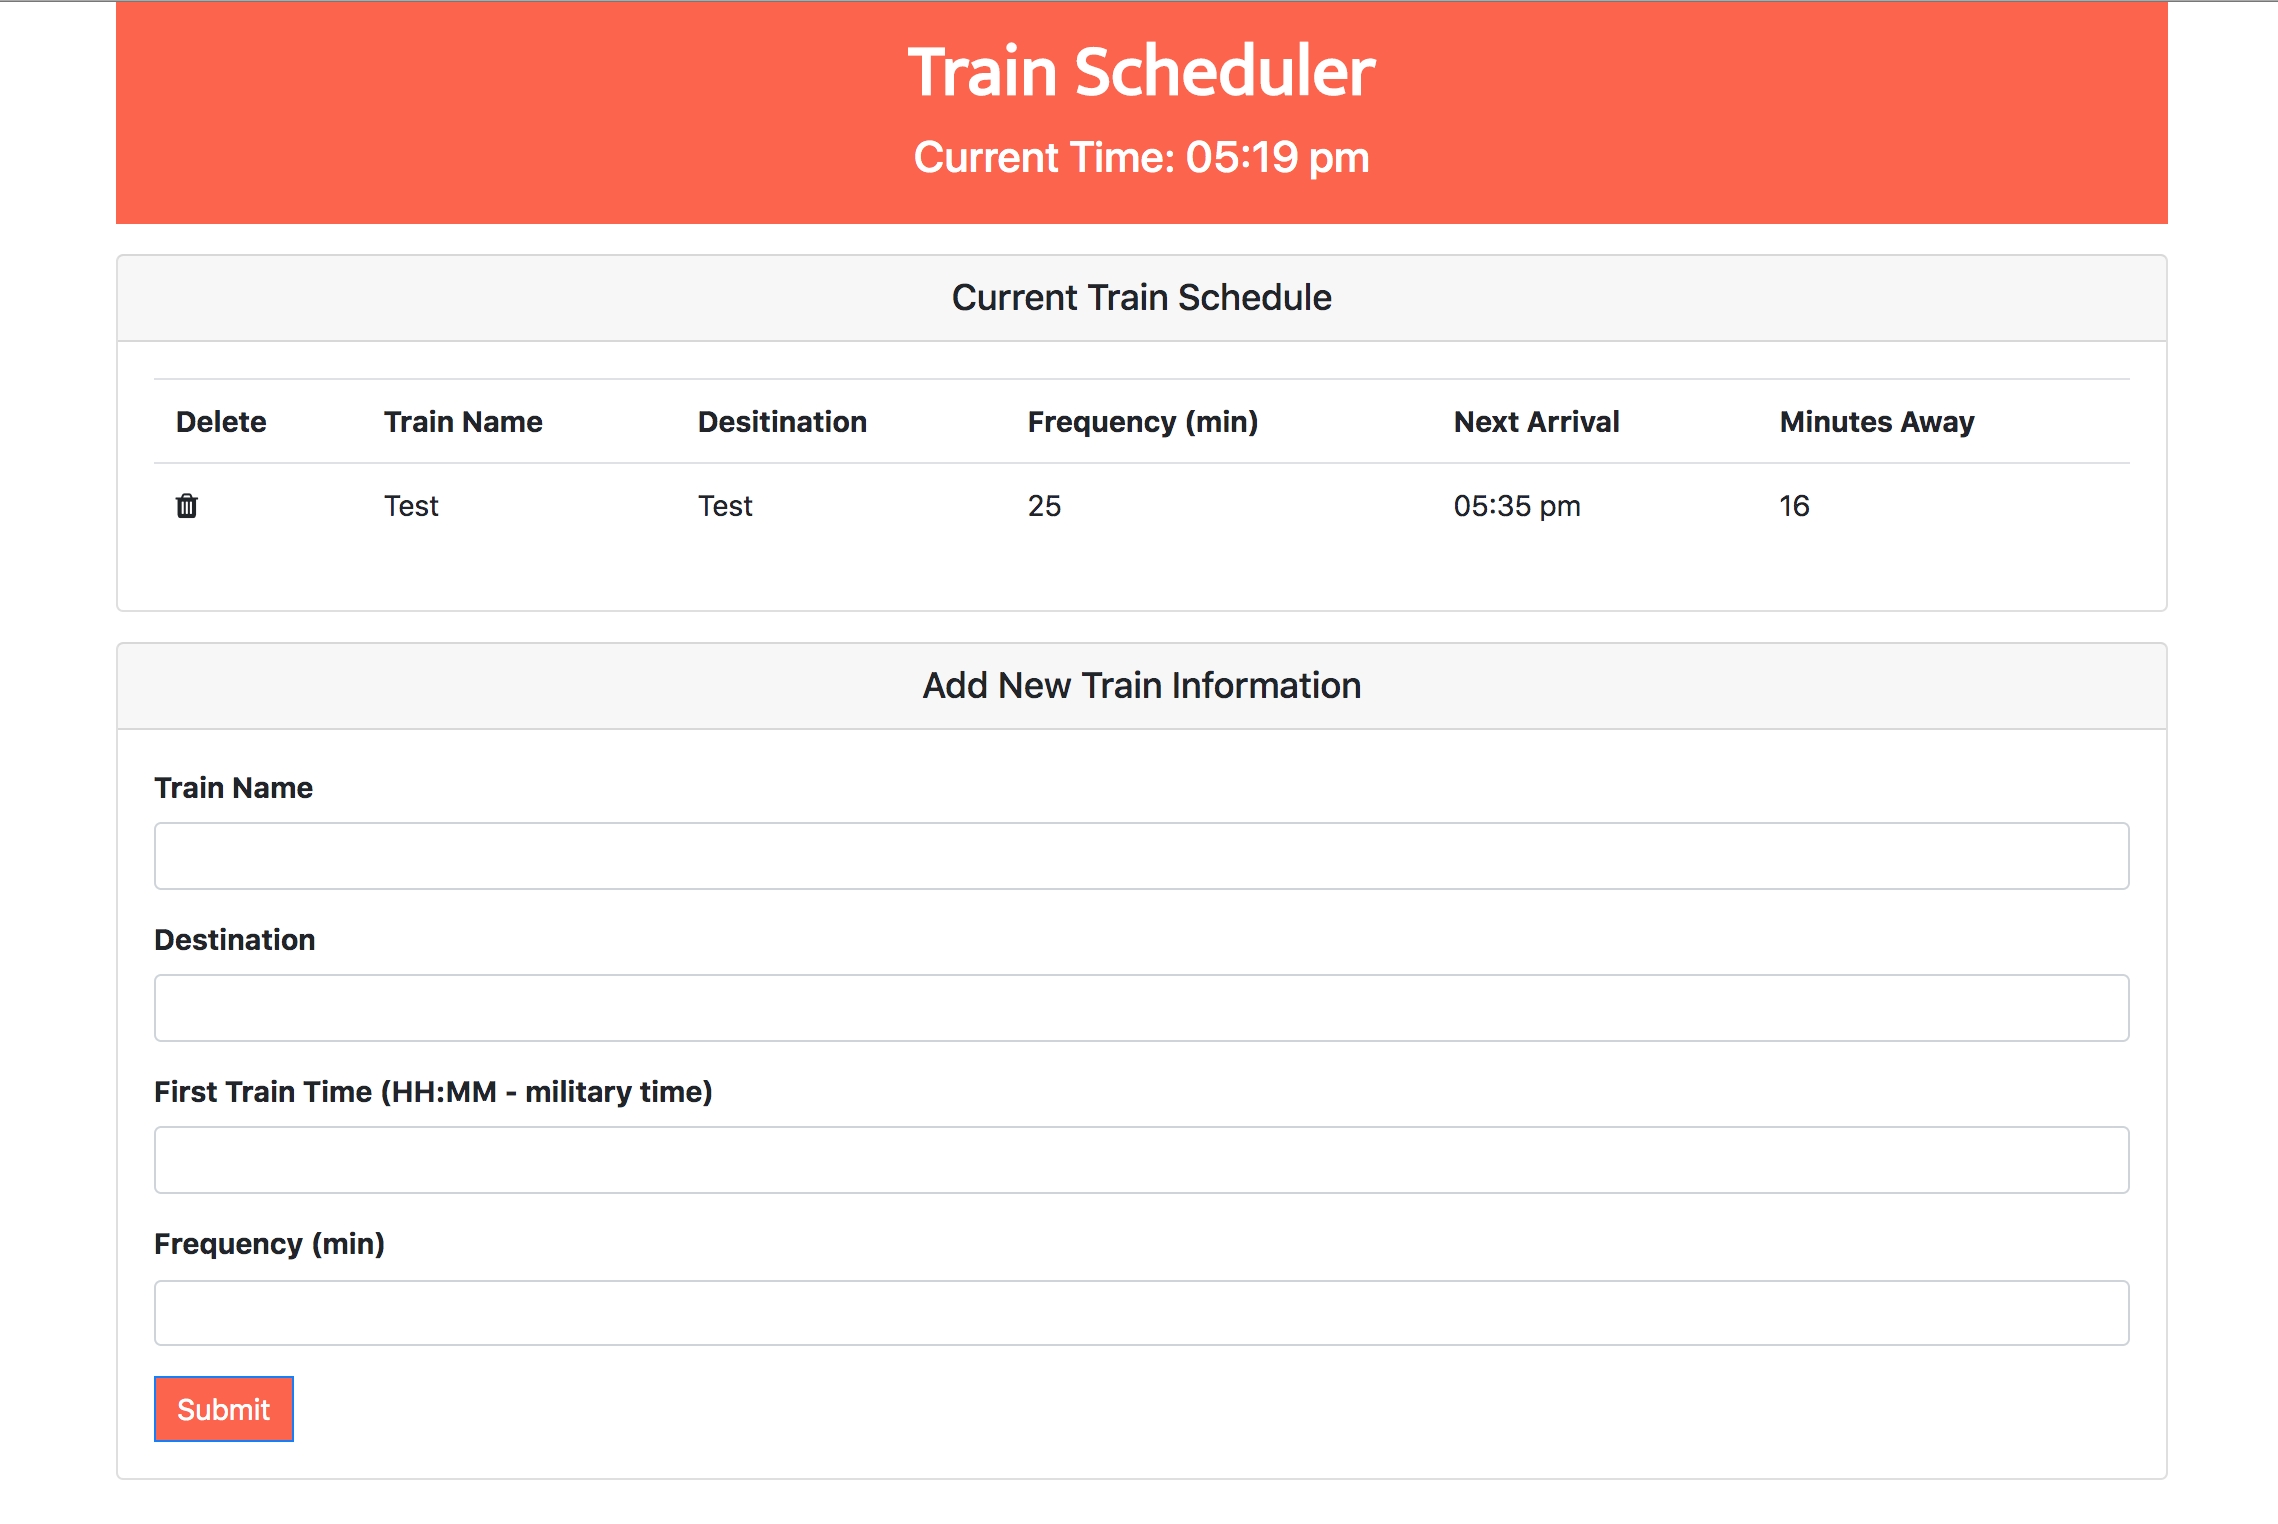 Train Scheduler
Current Time: 05:19 pm
Current Train Schedule
Delete Train Name Desitination Frequency (min) Next Arrival Minutes Away
Test Test 25 05:35 pm 16
Add New Train Information
Train Name
Destination
First Train Time (HH:MM - military time)
Frequency (min)
Submit